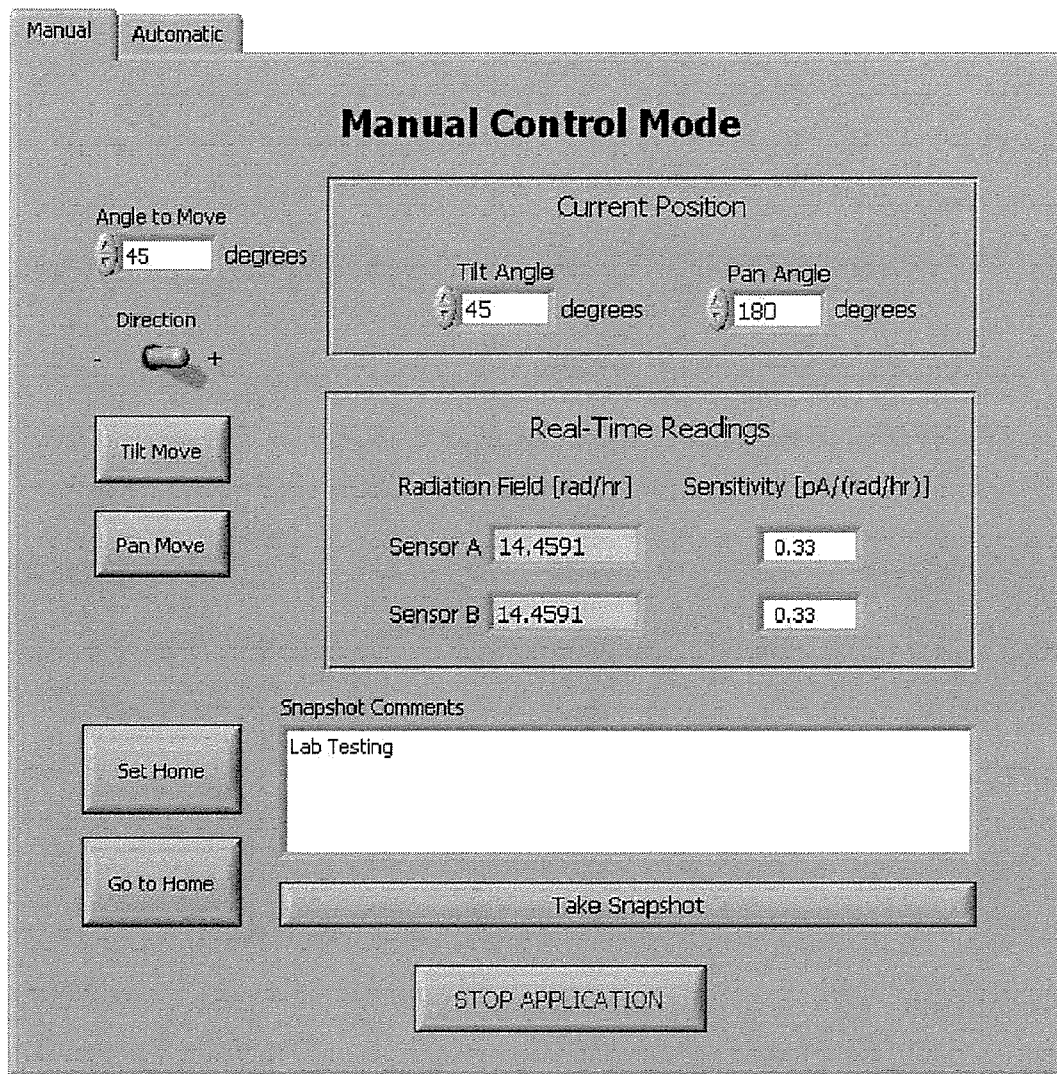 Manual
Automatic
Manual Control Mode
Angle to Move
45 degrees
Direction
- +
Tilt Move
Pan Move
Current Position
Tilt Angle Pan Angle
45 degrees 180 degrees
Real-Time Readings
Radiation Field [rad/hr] Sensitivity [pA/(rad/hr)]
Sensor A 14.4591 0.33
Sensor B 14.4591 0.33
Set Home
Go to Home
Snapshot Comments
Lab Testing
Take Snapshot
STOP APPLICATION